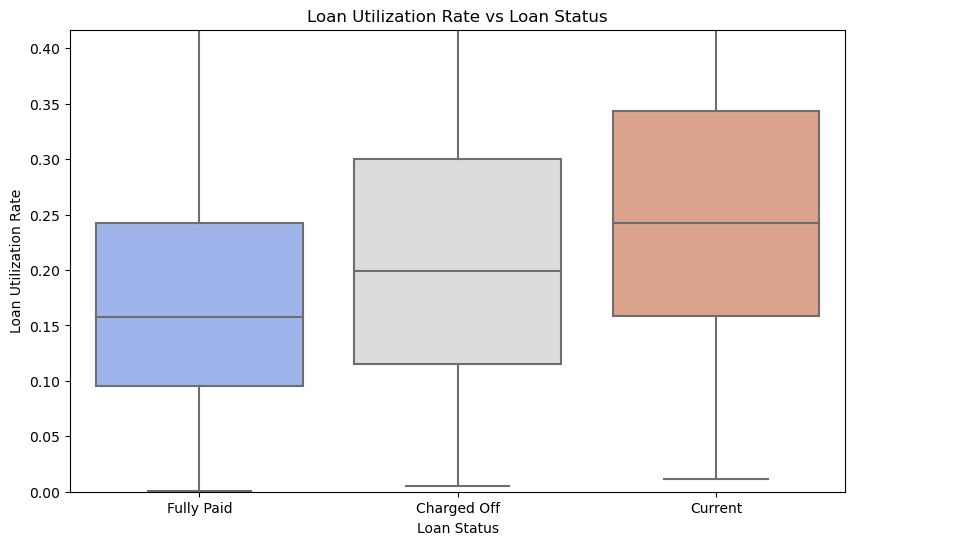 Loan Utilization Rate vs Loan Status
Loan Utilization Rate
0.40
0.35
0.30
0.25
0.20
0.15
0.10
0.05
0.00
Fully Paid
Charged Off
Current
Loan Status